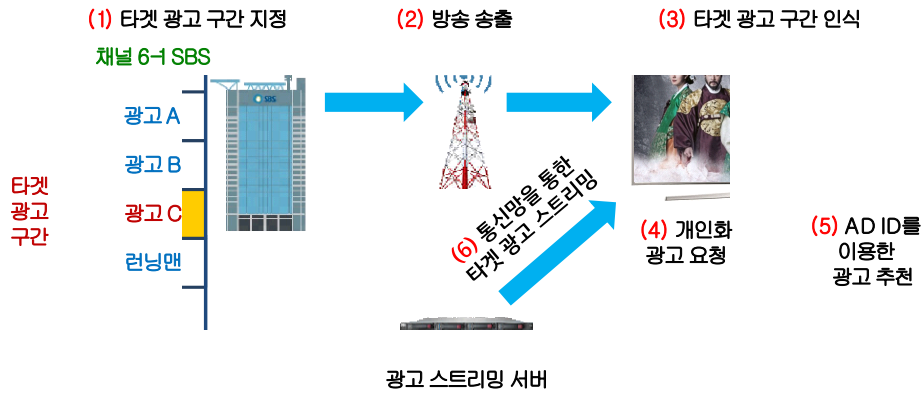 (1) 타겟 광고 구간 지정
(2) 방송 송출
(3) 타겟 광고 구간 인식
채널 6-1 SBS
SBS
광고 A
광고 B
타겟
광고
구간
광고 C
런닝맨
(6) 통신망을 통한
타겟 광고 스트리밍
(4) 개인화
광고 요청
(5) AD ID를
이용한
광고 추천
광고 스트리밍 서버